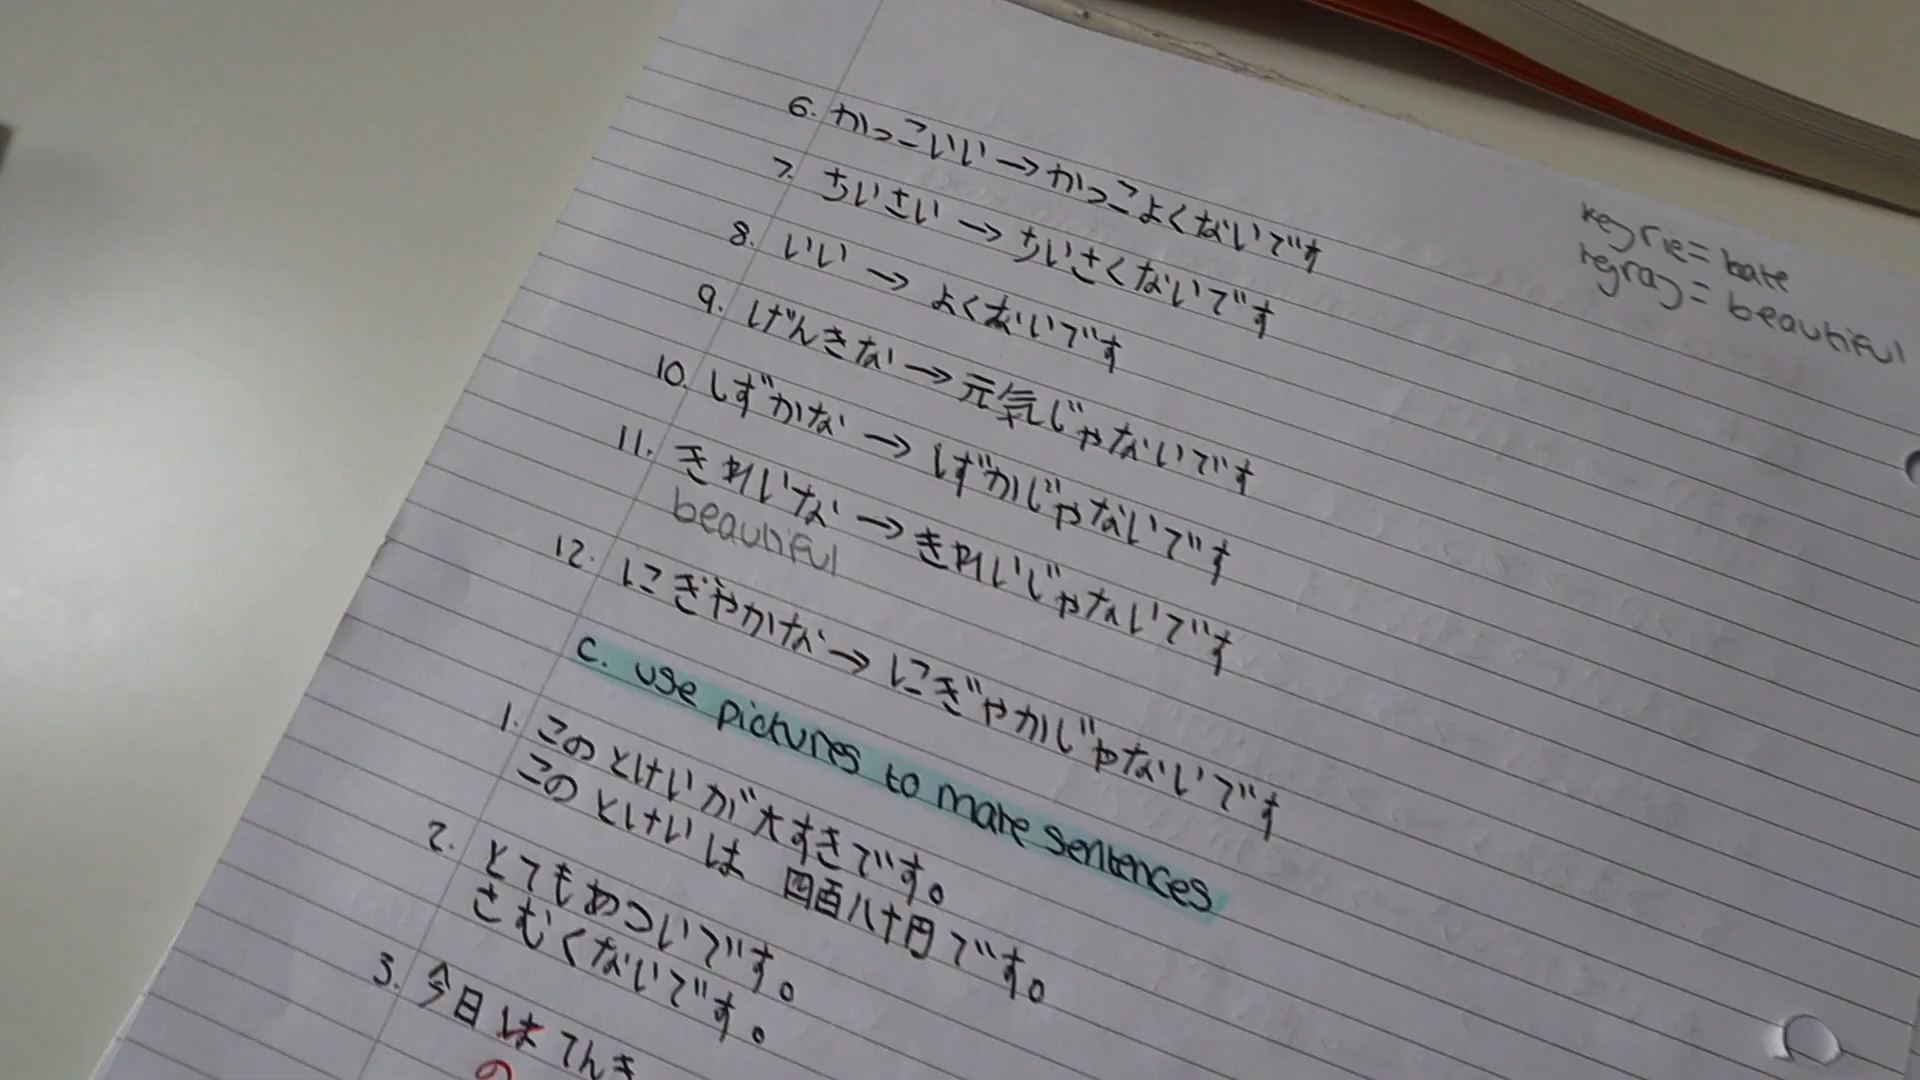 6. かっこいい → かっこよくないです
7. ちいさい → ちいさくないです
8. いい → よくないです
9. げんきな → 元気じゃないです
10. しずかな → しずかじゃないです
11. きれいな → きれいじゃないです
beautiful
12. にぎやかな → にぎやかじゃないです
C. use pictures to make sentences
1. このとけいが大すきです。
このとけいは 四百八十円です。
2. とてもあついです。
さむくないです。
3. 今日は てんき
の
= bake
= beautiful